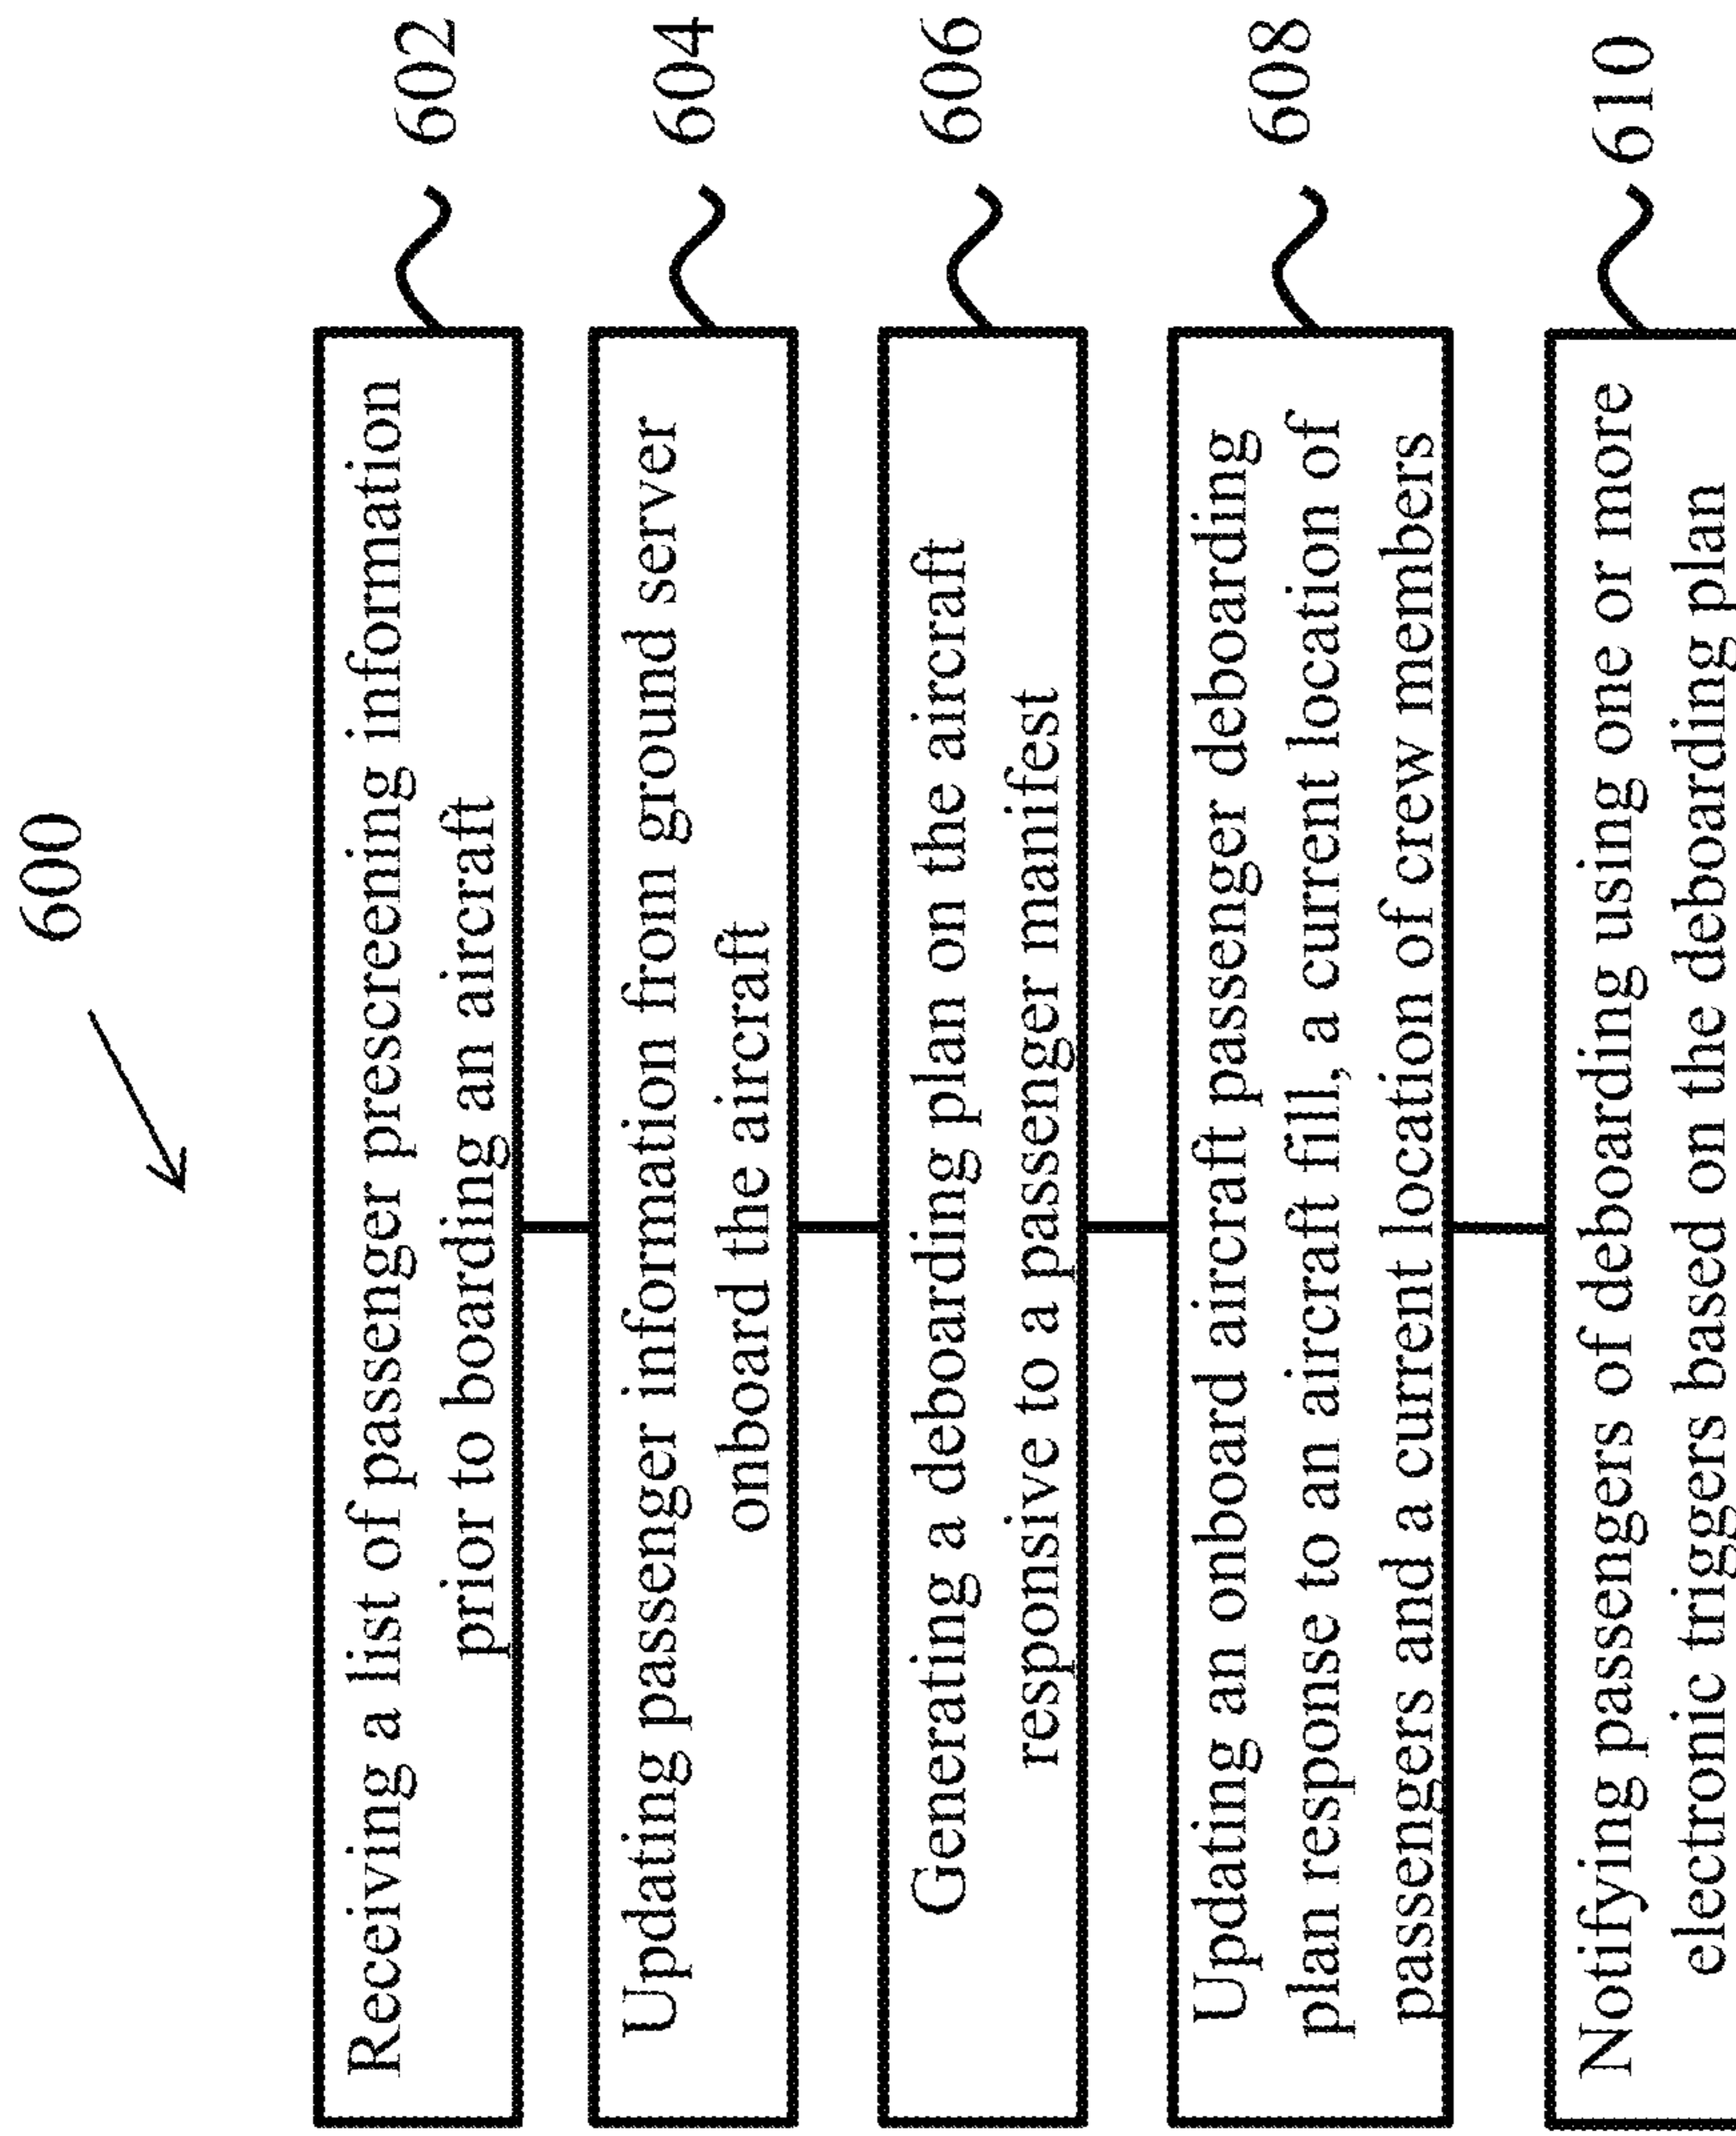 600
Receiving a list of passenger prescreening information
prior to boarding an aircraft
602
Updating passenger information from ground server
onboard the aircraft
604
Generating a deboarding plan on the aircraft
responsive to a passenger manifest
606
Updating an onboard aircraft passenger deboarding
plan response to an aircraft fill, a current location of
passengers and a current location of crew members
608
Notifying passengers of deboarding using one or more
electronic triggers based on the deboarding plan
610